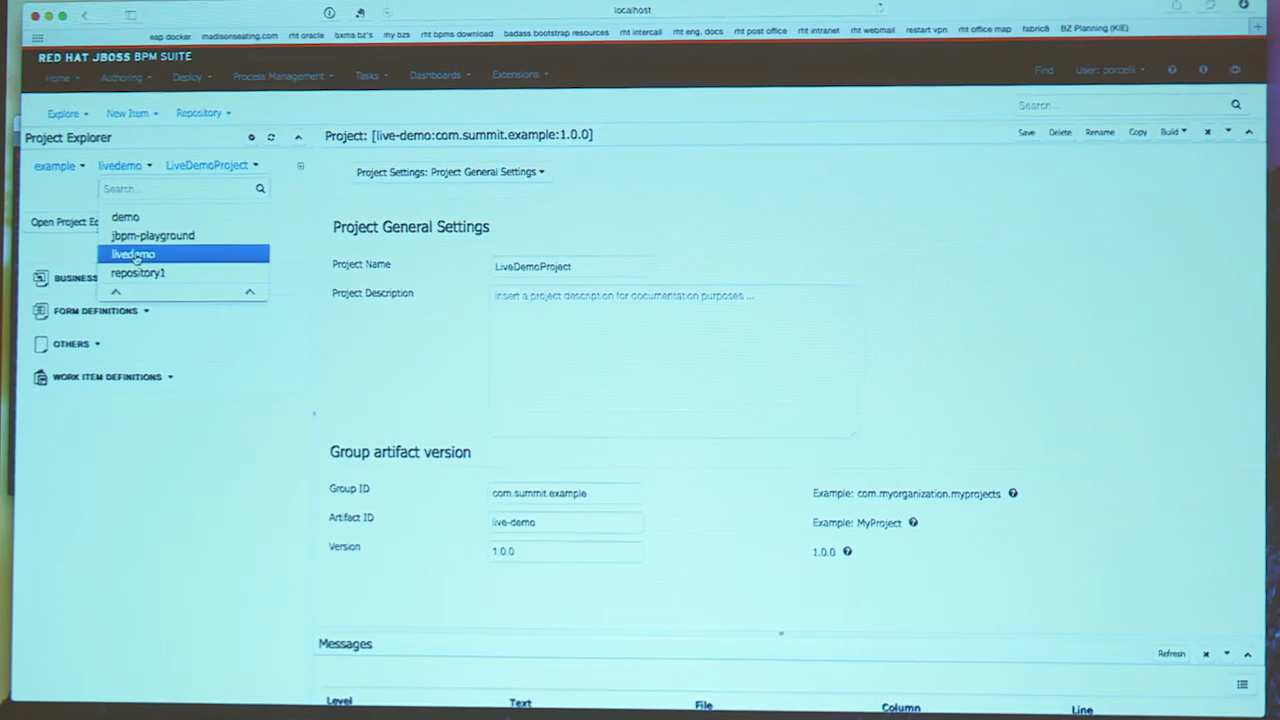 localhost
eap docker madisonseating.com rht oracle bxms bz's my bzs rht bpms download badass bootstrap resources rht intercall rht eng. docs rht post office rht intranet rht webmail restart vpn rht office map fabric8 BZ Planning (KIE)
RED HAT JBOSS BPM SUITE
Home Authoring Deploy Process Management Tasks Dashboards Extensions Find User: porcelli
Explore New Item Repository Search...
Project Explorer Project: [live-demo:com.summit.example:1.0.0] Save Delete Rename Copy Build
example livedemo LiveDemoProject
Project Settings: Project General Settings
Search...
demo
Open Project Ed
jbpm-playground
Project General Settings
livedemo
Project Name LiveDemoProject
repository1
BUSINESS
Project Description Insert a project description for documentation purposes ...
FORM DEFINITIONS
OTHERS
WORK ITEM DEFINITIONS
Group artifact version
Group ID com.summit.example Example: com.myorganization.myprojects
Artifact ID live-demo Example: MyProject
Version 1.0.0 1.0.0
Messages
Refresh
Level Text File Column Line